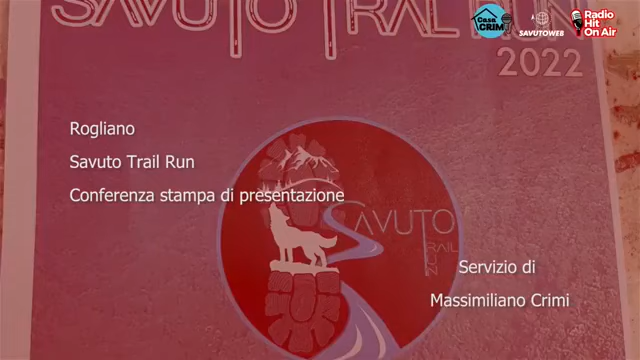 SAVUTO TRAIL RUN
2022
Casa
CRIMI
SAVUTOWEB
Radio
Hit
On Air
Rogliano
Savuto Trail Run
Conferenza stampa di presentazione
SAVUTO
TRAIL
RUN
Servizio di
Massimiliano Crimi